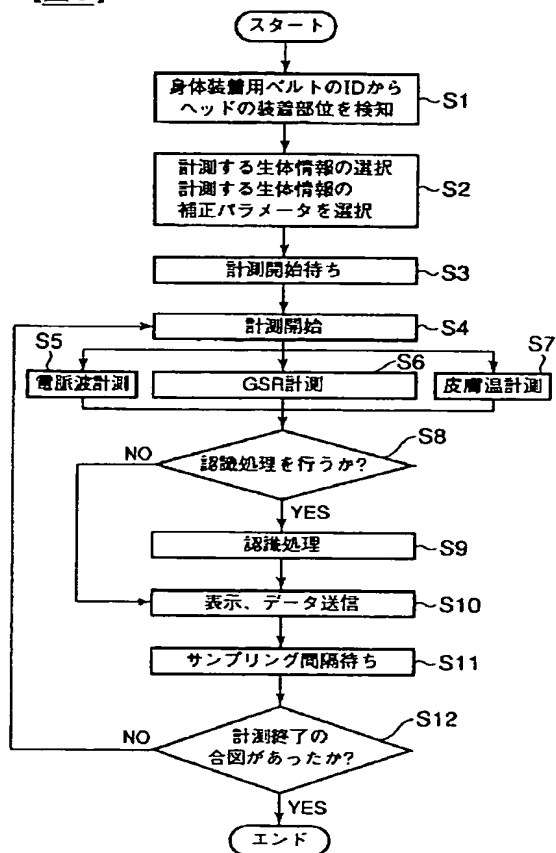 スタート
身体装着用ベルトのIDから
ヘッドの装着部位を検知
S1
計測する生体情報の選択
計測する生体情報の
補正パラメータを選択
S2
計測開始待ち
S3
計測開始
S4
S5
電脈波計測
S6
GSR計測
S7
皮膚温計測
S8
認識処理を行うか?
NO
YES
認識処理
S9
表示、データ送信
S10
サンプリング間隔待ち
S11
S12
計測終了の
合図があったか?
NO
YES
エンド